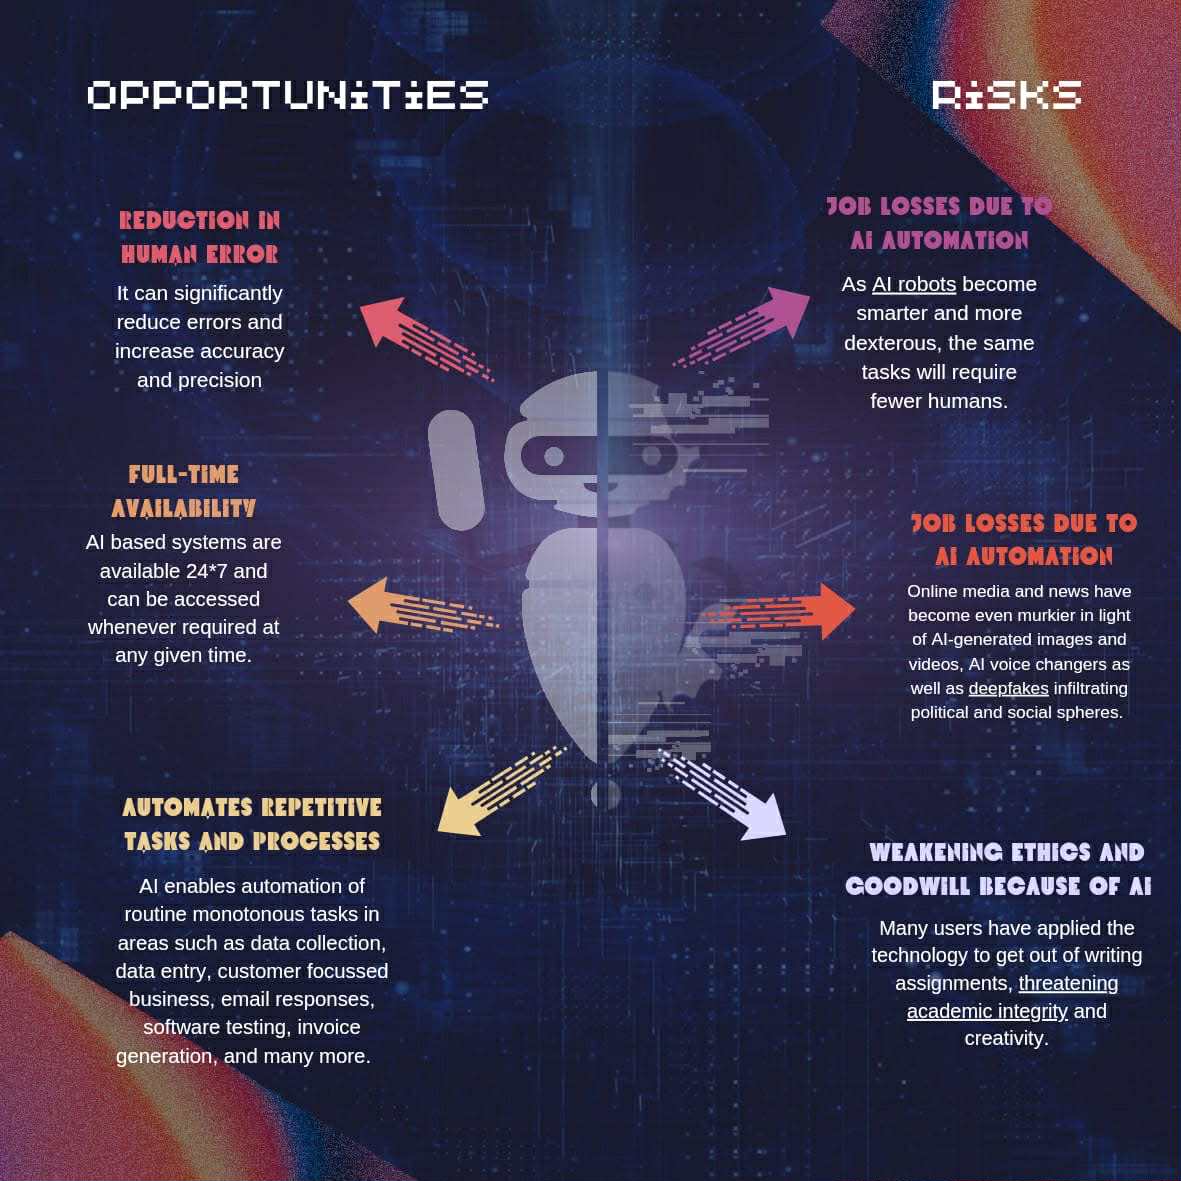 OPPORTUNITIES
REDUCTION IN
HUMAN ERROR
It can significantly
reduce errors and
increase accuracy
and precision
FULL-TIME
AVAILABILITY
AI based systems are
available 24*7 and
can be accessed
whenever required at
any given time.
AUTOMATES REPETITIVE
TASKS AND PROCESSES
AI enables automation of
routine monotonous tasks in
areas such as data collection,
data entry, customer focussed
business, email responses,
software testing, invoice
generation, and many more.
RISKS
JOB LOSSES DUE TO
AI AUTOMATION
As AI robots become
smarter and more
dexterous, the same
tasks will require
fewer humans.
JOB LOSSES DUE TO
AI AUTOMATION
Online media and news have
become even murkier in light
of AI-generated images and
videos, AI voice changers as
well as deepfakes infiltrating
political and social spheres.
WEAKENING ETHICS AND
GOODWILL BECAUSE OF AI
Many users have applied the
technology to get out of writing
assignments, threatening
academic integrity and
creativity.